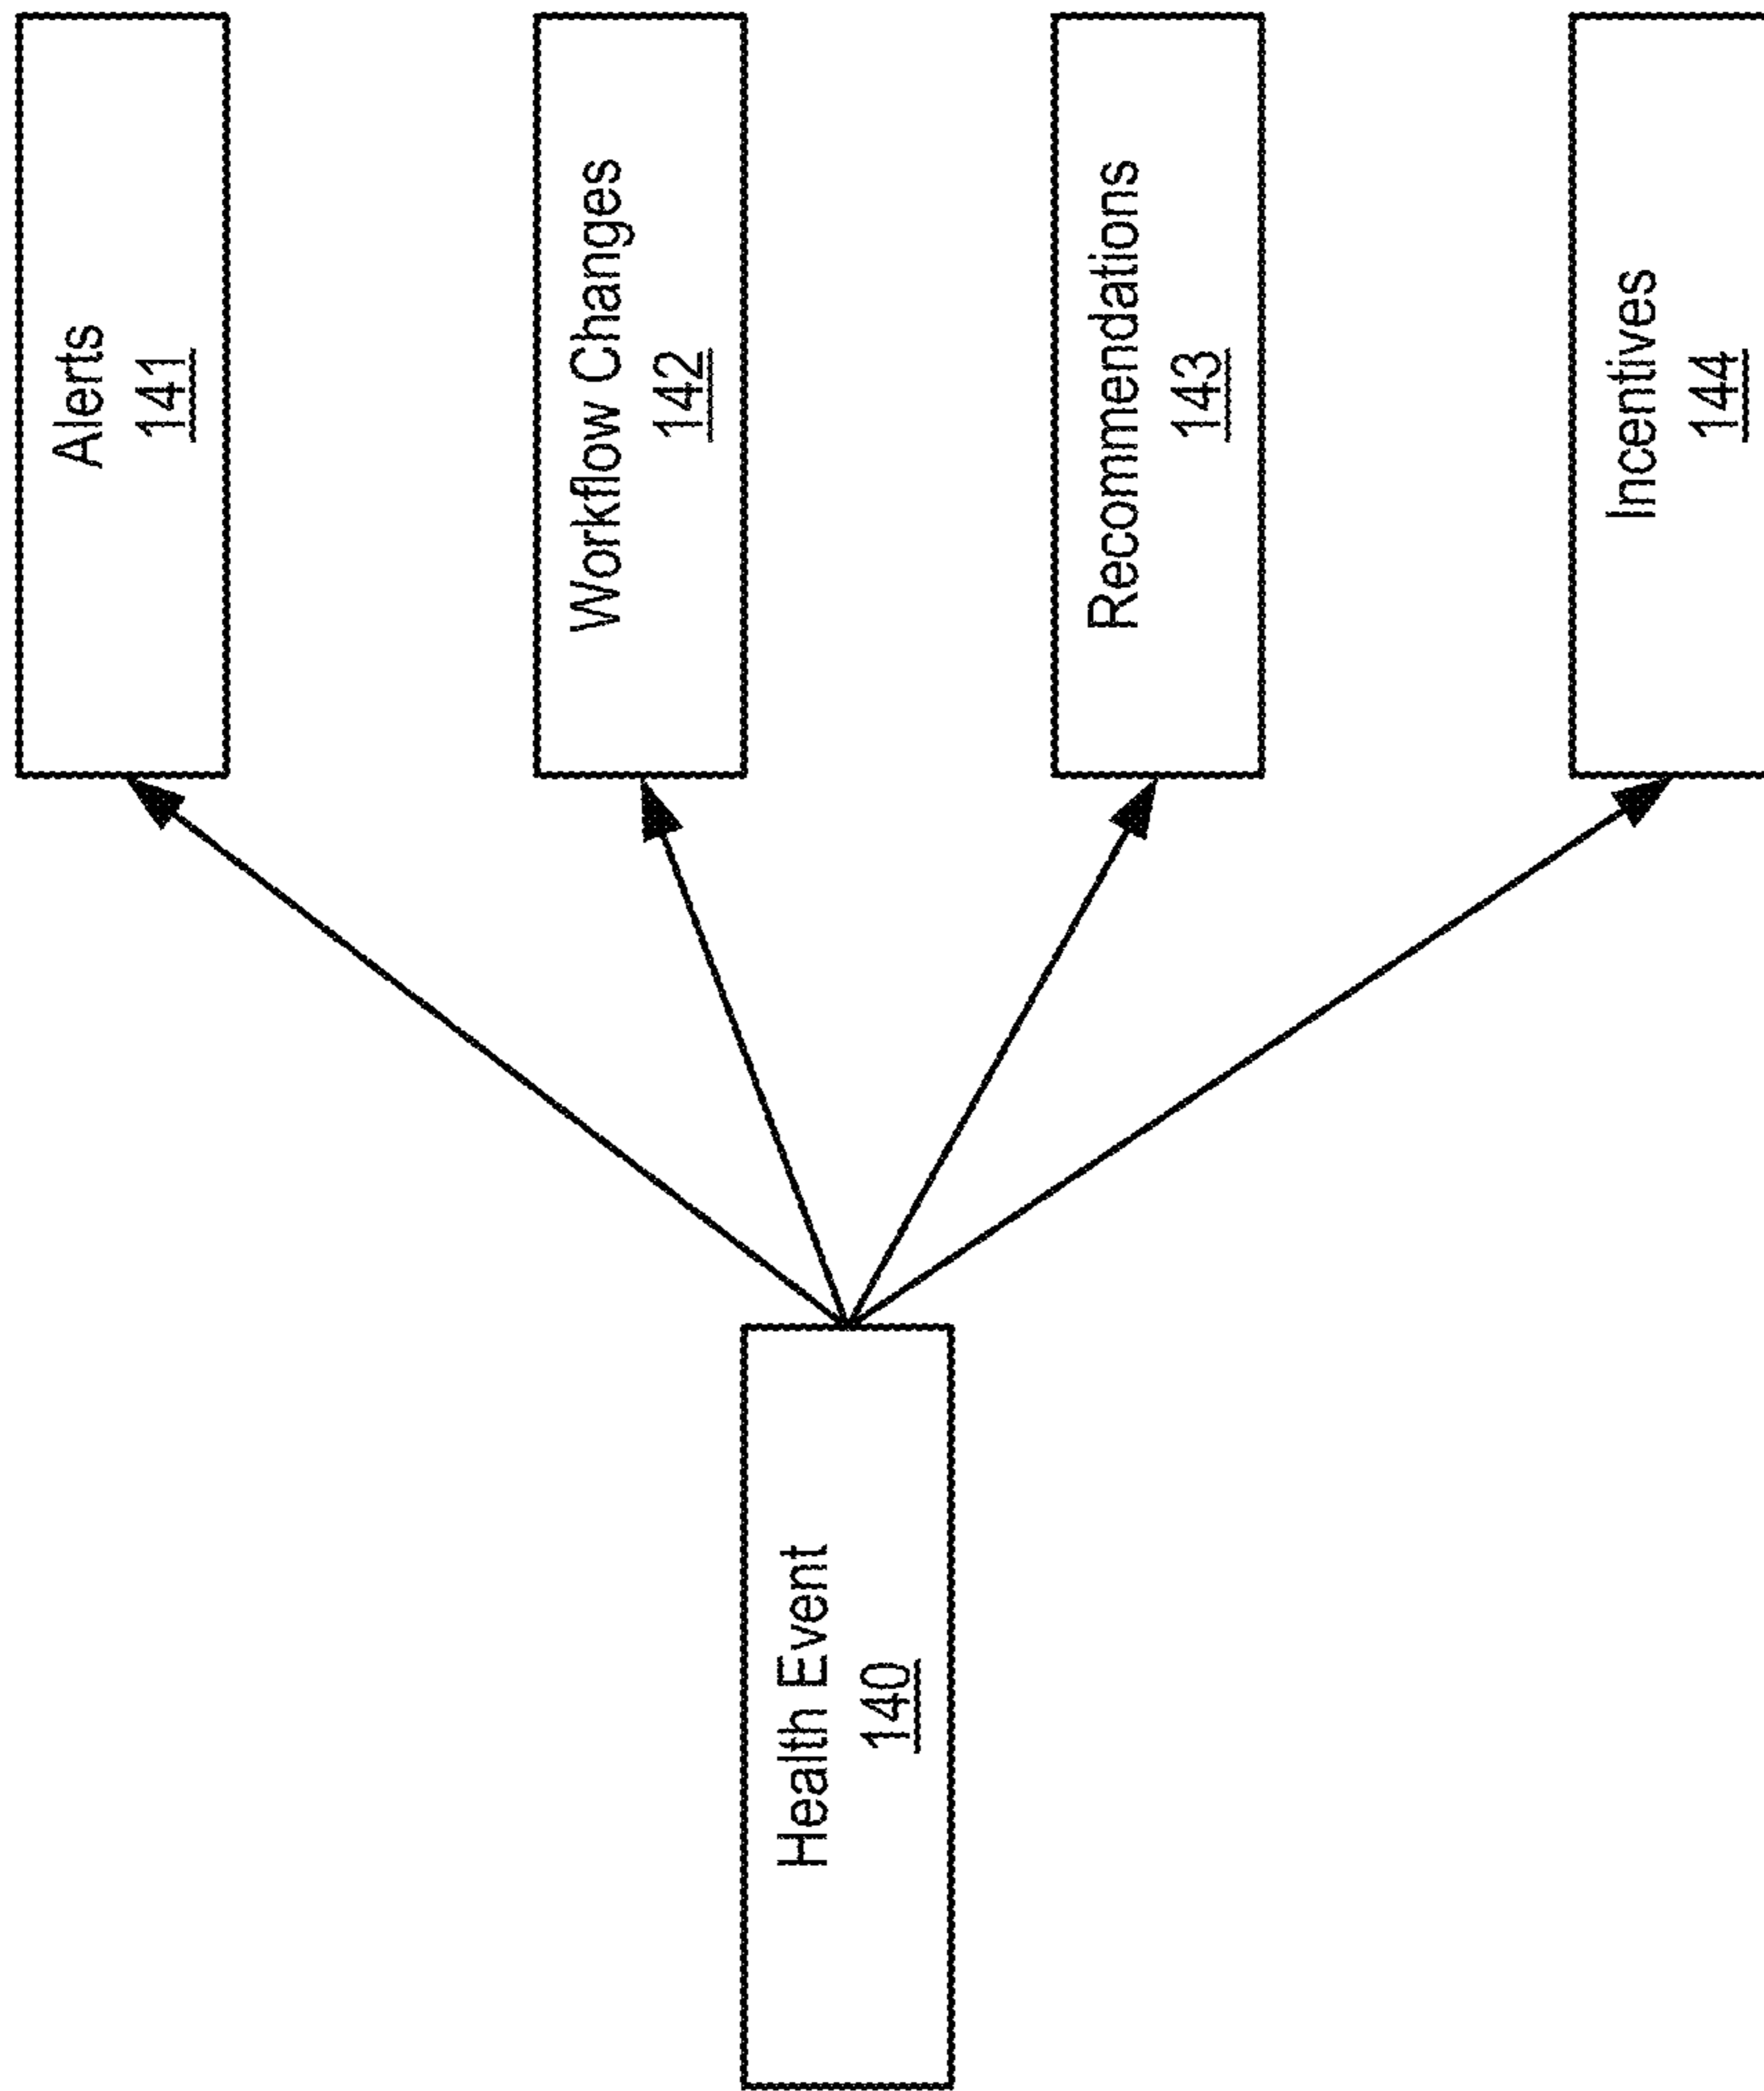 Health Event
140
Alerts
141
Workflow Changes
142
Recommendations
143
Incentives
144